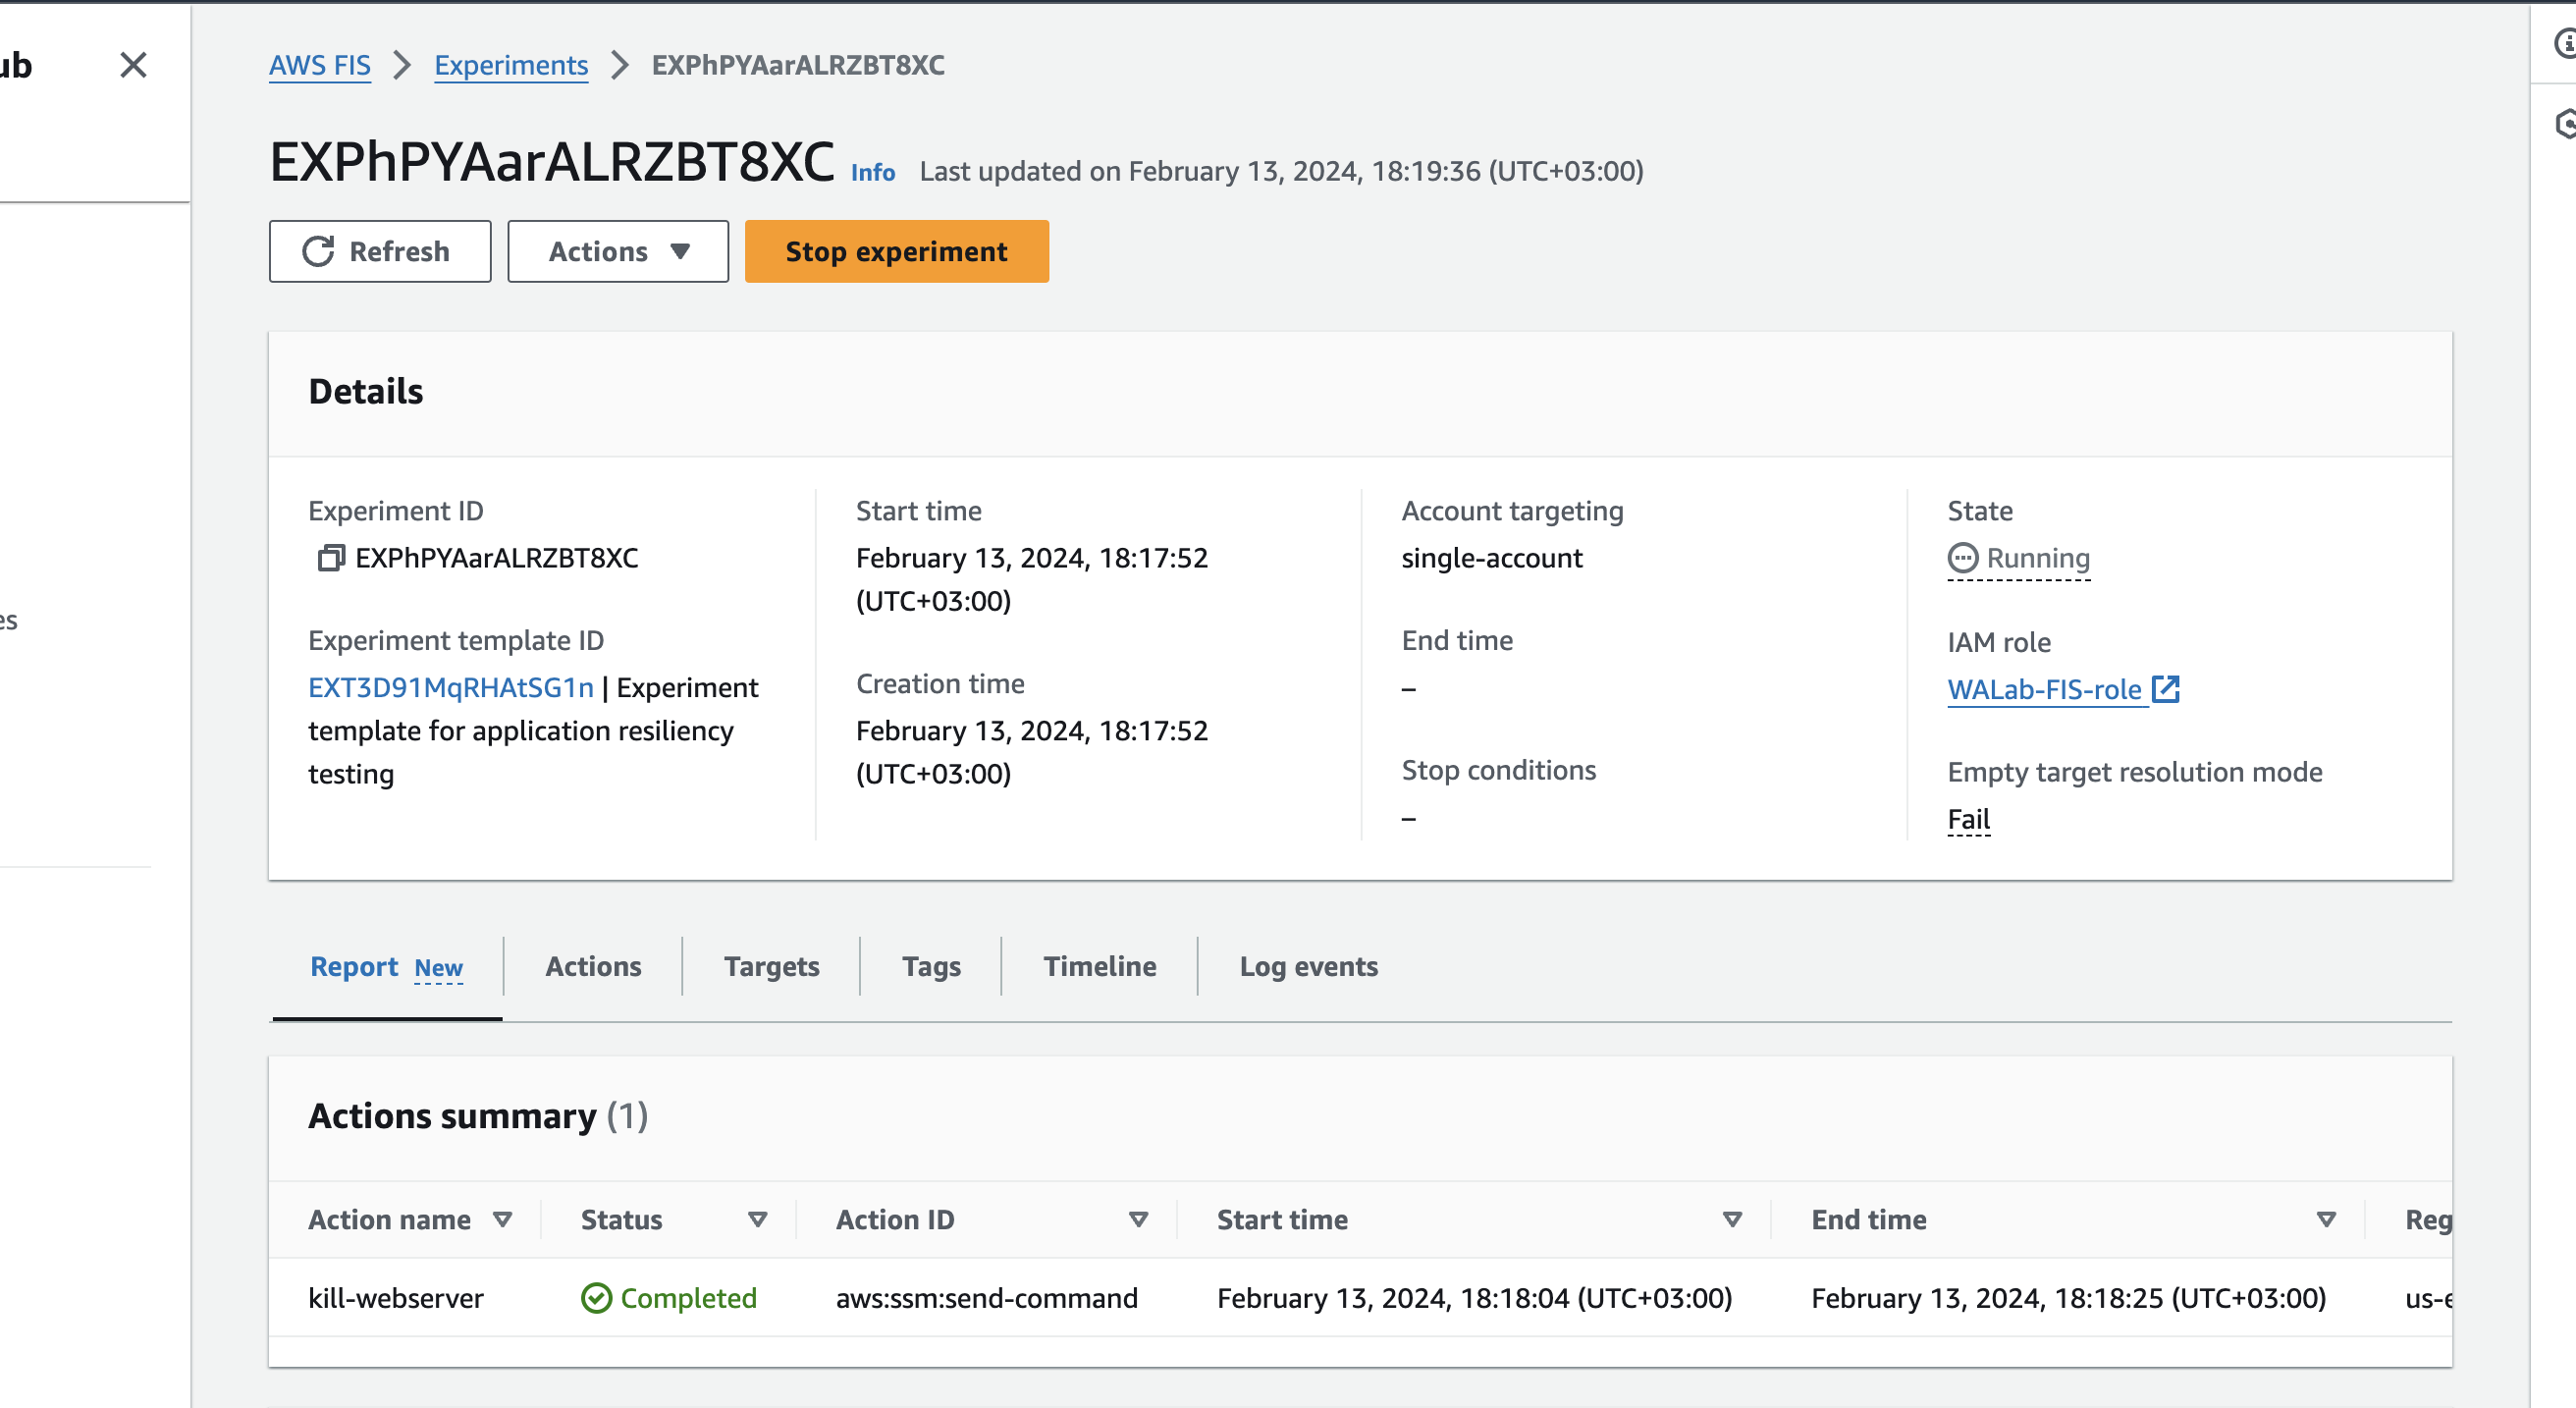 ub
AWS FIS > Experiments > EXPhPYAarALRZBT8XC
EXPhPYAarALRZBT8XC Info Last updated on February 13, 2024, 18:19:36 (UTC+03:00)
Refresh Actions Stop experiment
Details
Experiment ID
EXPhPYAarALRZBT8XC
Experiment template ID
EXT3D91MqRHAtSG1n | Experiment
template for application resiliency
testing
Start time
February 13, 2024, 18:17:52
(UTC+03:00)
Creation time
February 13, 2024, 18:17:52
(UTC+03:00)
Account targeting
single-account
End time
–
Stop conditions
–
State
Running
IAM role
WALab-FIS-role
Empty target resolution mode
Fail
es
Report New Actions Targets Tags Timeline Log events
Actions summary (1)
Action name Status Action ID Start time End time Reg
kill-webserver Completed aws:ssm:send-command February 13, 2024, 18:18:04 (UTC+03:00) February 13, 2024, 18:18:25 (UTC+03:00) us-e